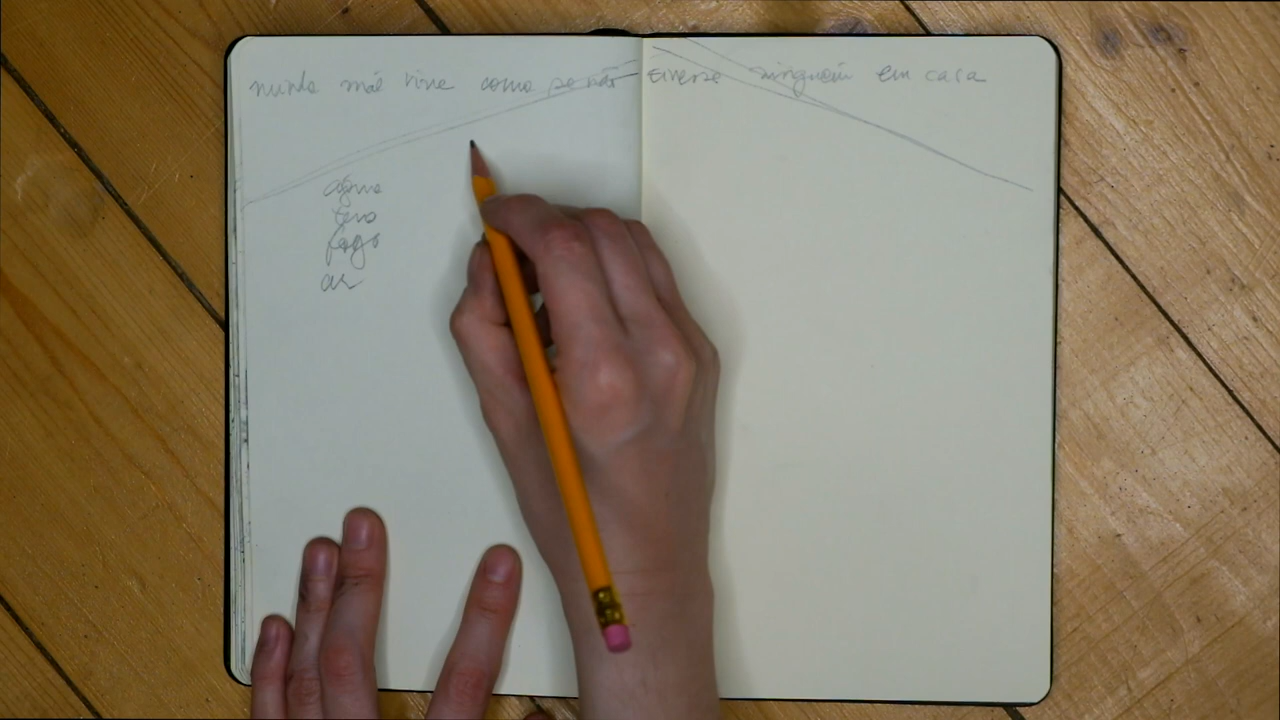 minha mãe vive como se não tivesse ninguém em casa
água
terra
fogo
ar